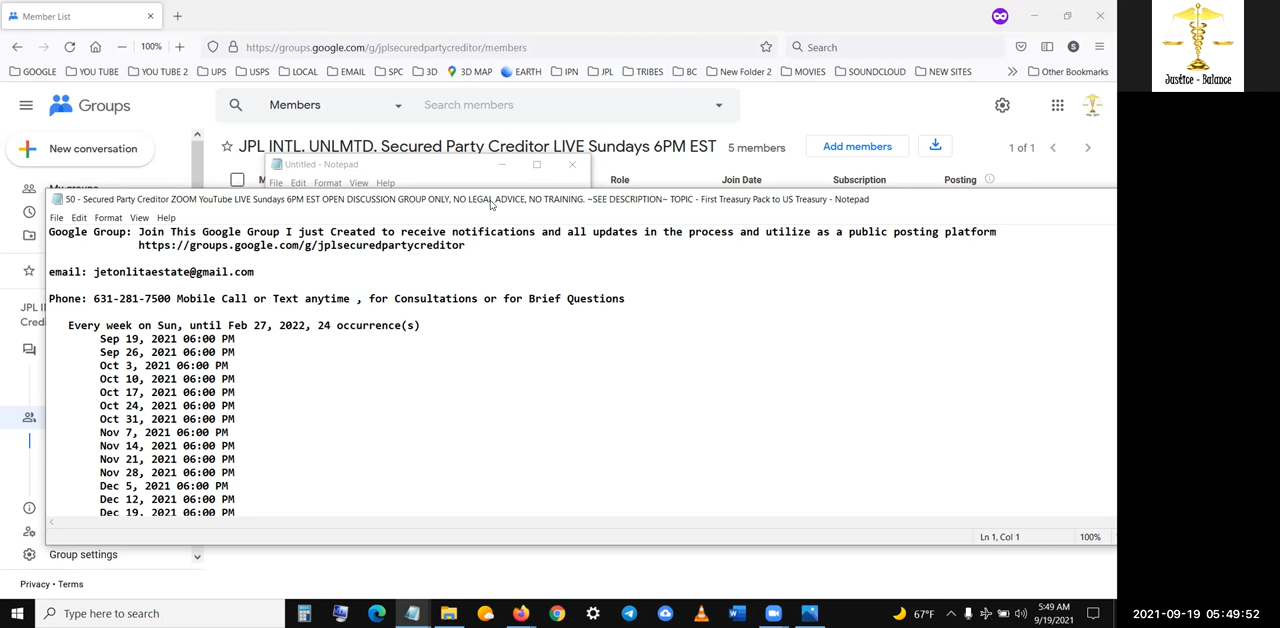 Member List
100%
https://groups.google.com/g/jplsecuredpartycreditor/members
Search
GOOGLE YOU TUBE YOU TUBE 2 UPS USPS LOCAL EMAIL SPC 3D 3D MAP EARTH IPN JPL TRIBES BC New Folder 2 MOVIES SOUNDCLOUD NEW SITES Other Bookmarks
Justice - Balance
Groups
Members
Search members
New conversation
JPL INTL. UNLMTD. Secured Party Creditor LIVE Sundays 6PM EST
5 members
Add members
1 of 1
Untitled - Notepad
File Edit Format View Help
Role
Join Date
Subscription
Posting
50 - Secured Party Creditor ZOOM YouTube LIVE Sundays 6PM EST OPEN DISCUSSION GROUP ONLY, NO LEGAL ADVICE, NO TRAINING. ~SEE DESCRIPTION~ TOPIC - First Treasury Pack to US Treasury - Notepad
File Edit Format View Help
Google Group: Join This Google Group I just Created to receive notifications and all updates in the process and utilize as a public posting platform
https://groups.google.com/g/jplsecuredpartycreditor
email: jetonlitaestate@gmail.com
Phone: 631-281-7500 Mobile Call or Text anytime , for Consultations or for Brief Questions
Every week on Sun, until Feb 27, 2022, 24 occurrence(s)
Sep 19, 2021 06:00 PM
Sep 26, 2021 06:00 PM
Oct 3, 2021 06:00 PM
Oct 10, 2021 06:00 PM
Oct 17, 2021 06:00 PM
Oct 24, 2021 06:00 PM
Oct 31, 2021 06:00 PM
Nov 7, 2021 06:00 PM
Nov 14, 2021 06:00 PM
Nov 21, 2021 06:00 PM
Nov 28, 2021 06:00 PM
Dec 5, 2021 06:00 PM
Dec 12, 2021 06:00 PM
Dec 19, 2021 06:00 PM
Ln 1, Col 1
100%
JPL I
Credi
Group settings
Privacy • Terms
Type here to search
67°F
5:49 AM
9/19/2021
2021-09-19 05:49:52